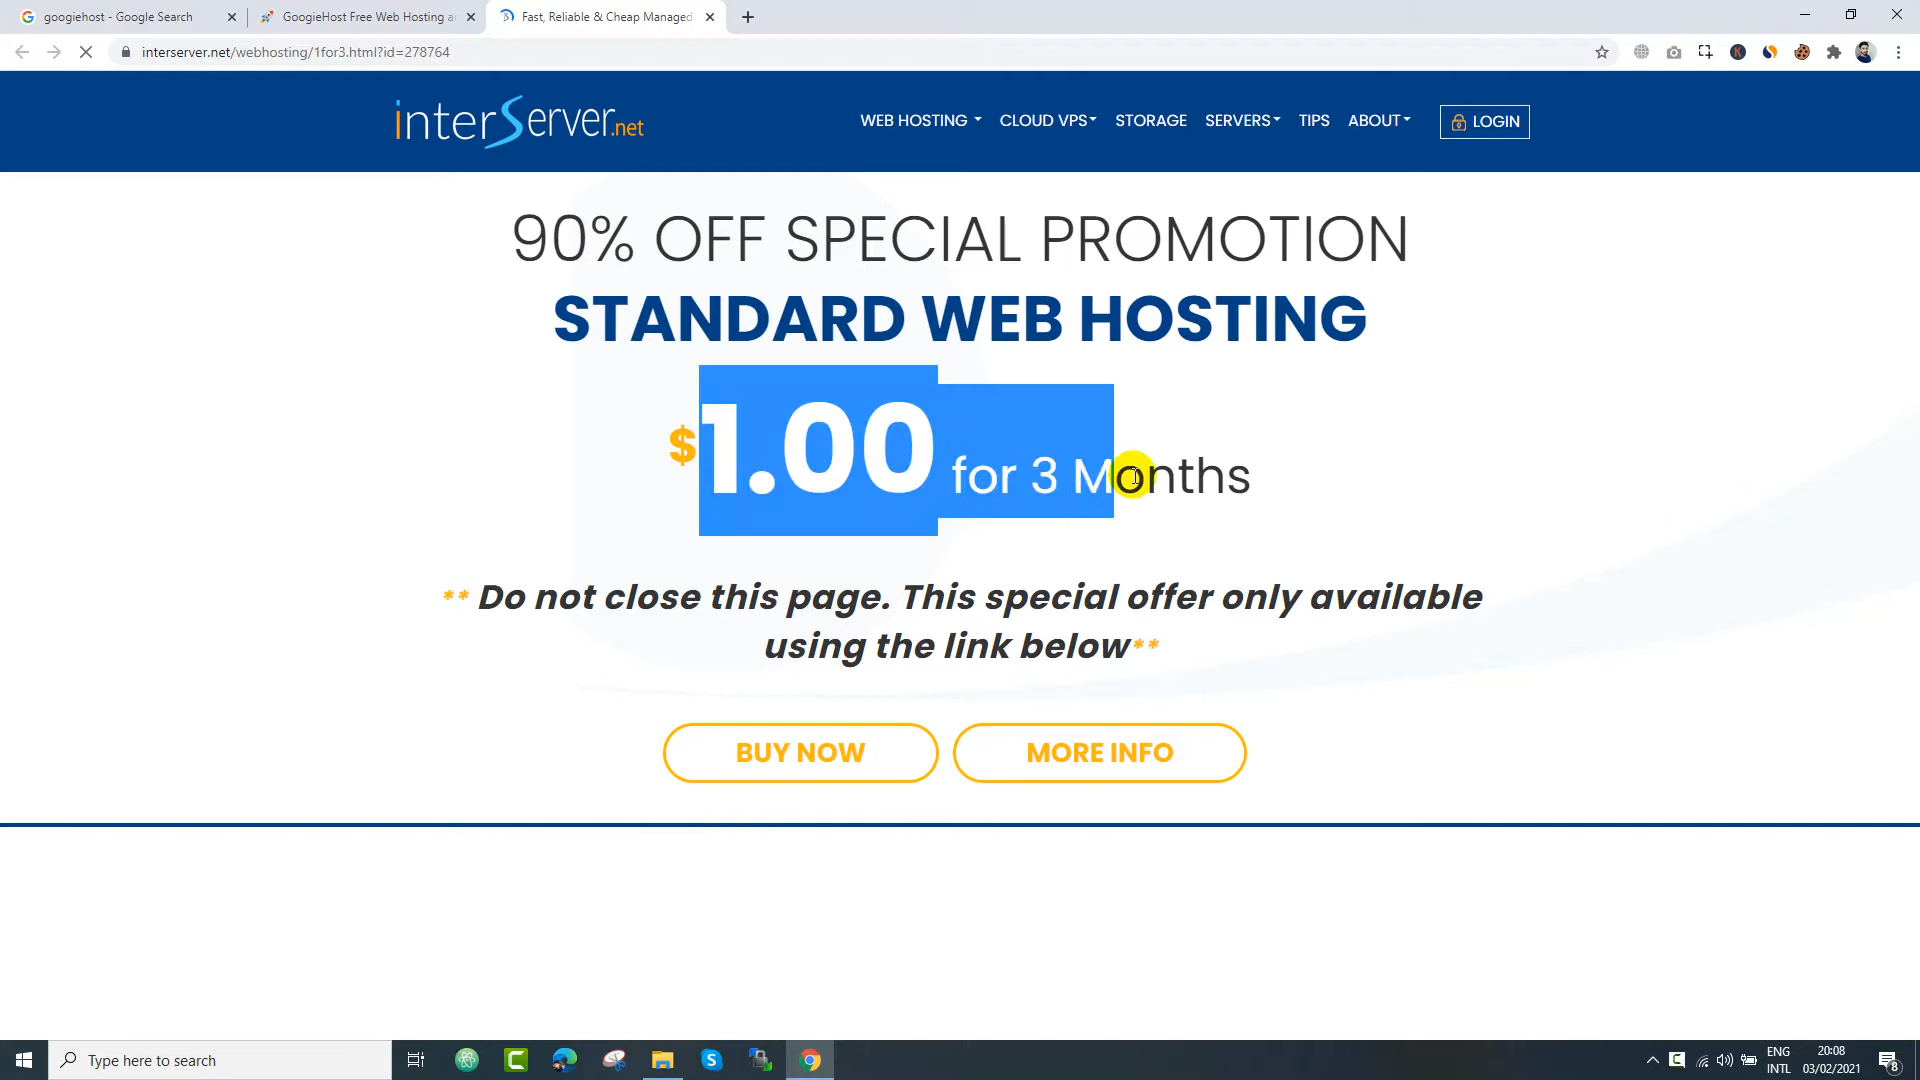 googiehost - Google Search
GoogieHost Free Web Hosting a
Fast, Reliable & Cheap Managed
interserver.net/webhosting/1for3.html?id=278764
interServer.net
WEB HOSTING
CLOUD VPS
STORAGE
SERVERS
TIPS
ABOUT
LOGIN
90% OFF SPECIAL PROMOTION
STANDARD WEB HOSTING
$1.00 for 3 Months
** Do not close this page. This special offer only available
using the link below**
BUY NOW
MORE INFO
Type here to search
ENG
INTL
20:08
03/02/2021
8